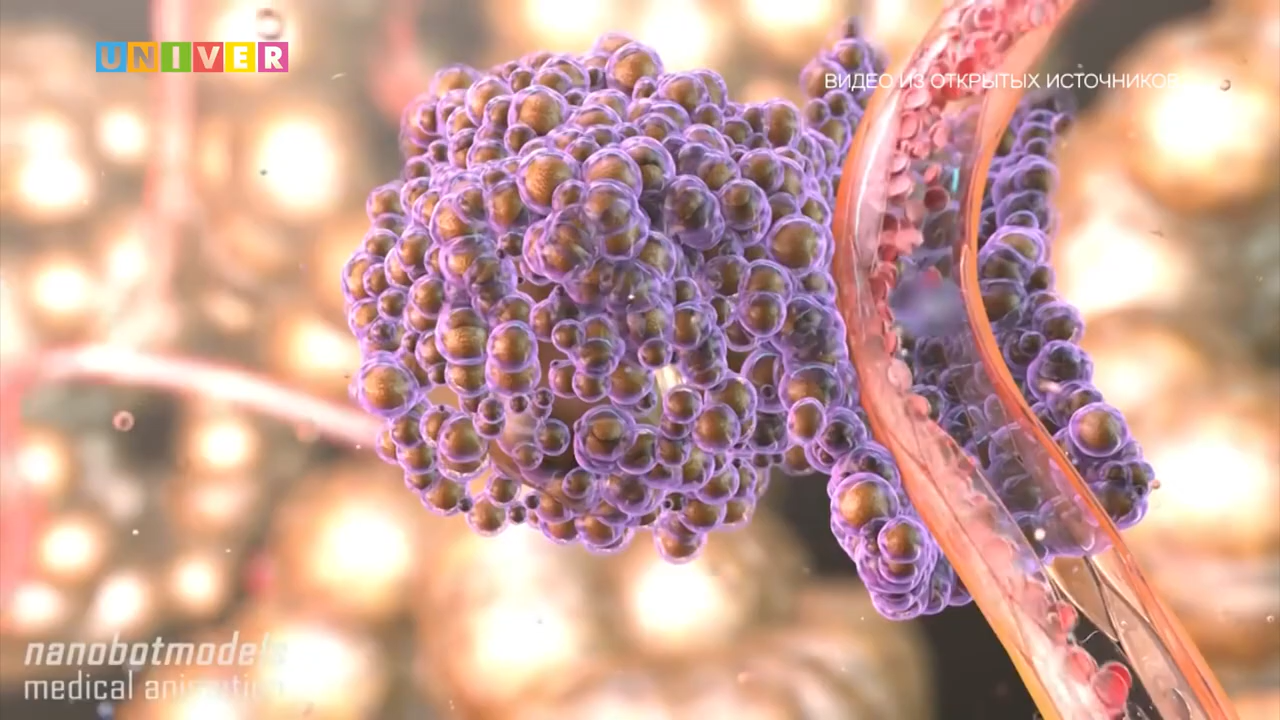 UNIVER
ВИДЕО ИЗ ОТКРЫТЫХ ИСТОЧНИКОВ
nanobotmodels
medical animation